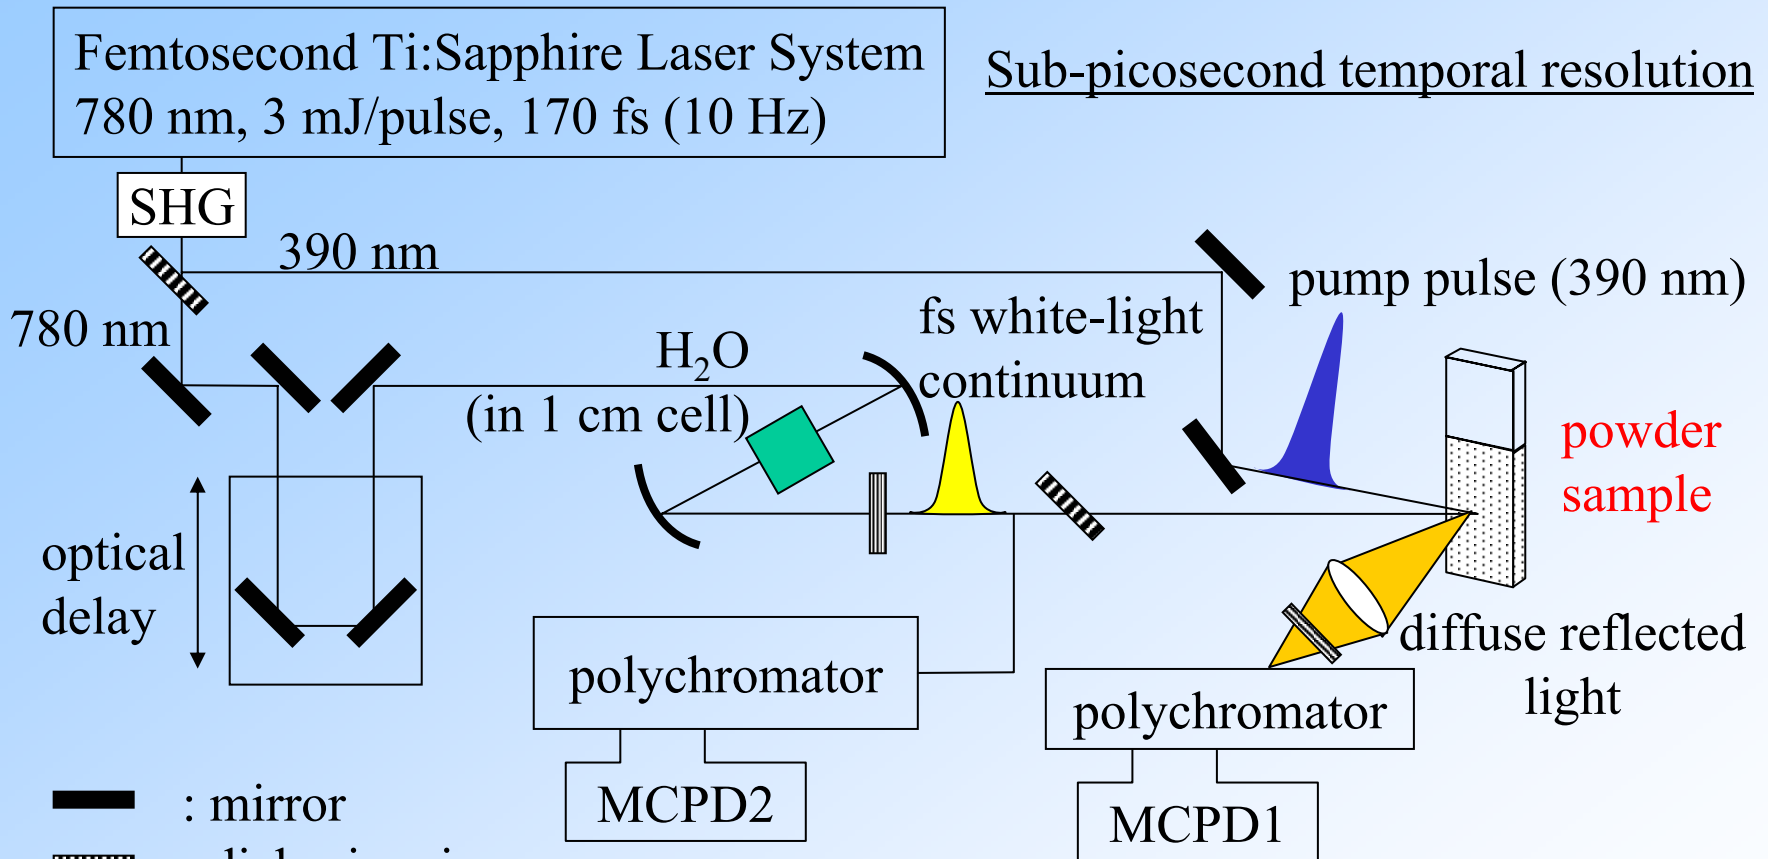 Femtosecond Ti:Sapphire Laser System
780 nm, 3 mJ/pulse, 170 fs (10 Hz)
Sub-picosecond temporal resolution
SHG
390 nm
780 nm
pump pulse (390 nm)
fs white-light
continuum
H₂O
(in 1 cm cell)
powder
sample
optical
delay
diffuse reflected
light
polychromator
polychromator
MCPD2
MCPD1
: mirror